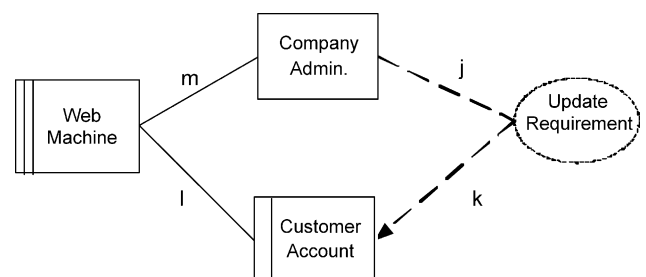 Company
Admin.
m
j
Web
Machine
Update
Requirement
l
k
Customer
Account